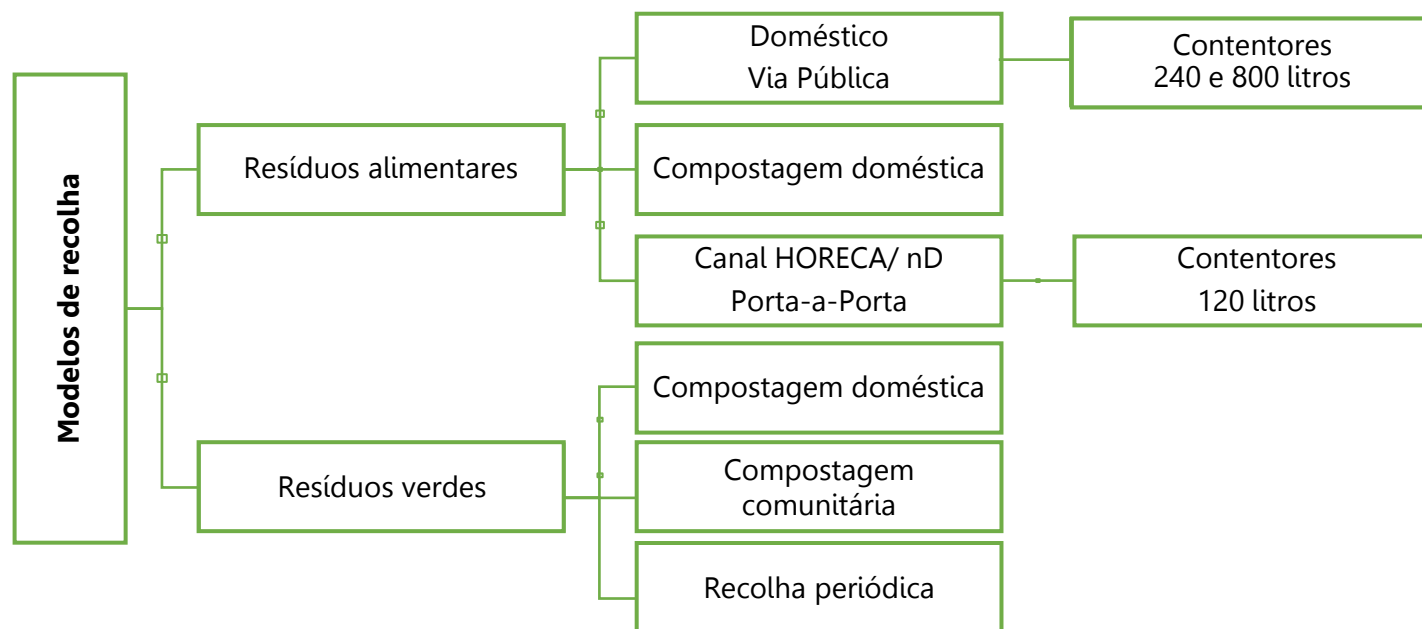 Modelos de recolha
Resíduos alimentares
Doméstico
Via Pública
Contentores
240 e 800 litros
Compostagem doméstica
Canal HORECA/ nD
Porta-a-Porta
Contentores
120 litros
Resíduos verdes
Compostagem doméstica
Compostagem
comunitária
Recolha periódica